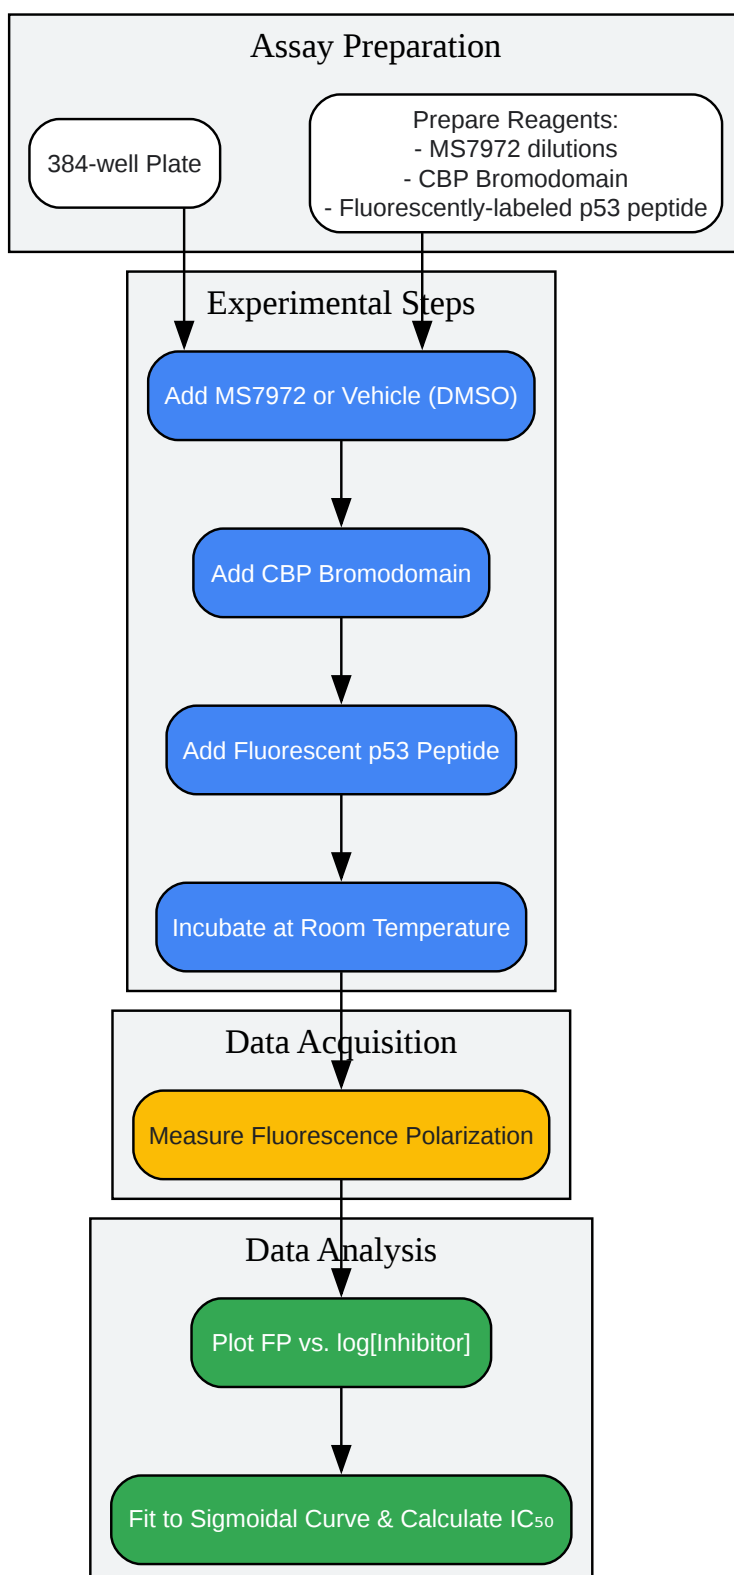 Assay Preparation
384-well Plate
Prepare Reagents:
- MS7972 dilutions
- CBP Bromodomain
- Fluorescently-labeled p53 peptide
Experimental Steps
Add MS7972 or Vehicle (DMSO)
Add CBP Bromodomain
Add Fluorescent p53 Peptide
Incubate at Room Temperature
Data Acquisition
Measure Fluorescence Polarization
Data Analysis
Plot FP vs. log[Inhibitor]
Fit to Sigmoidal Curve & Calculate IC₅₀